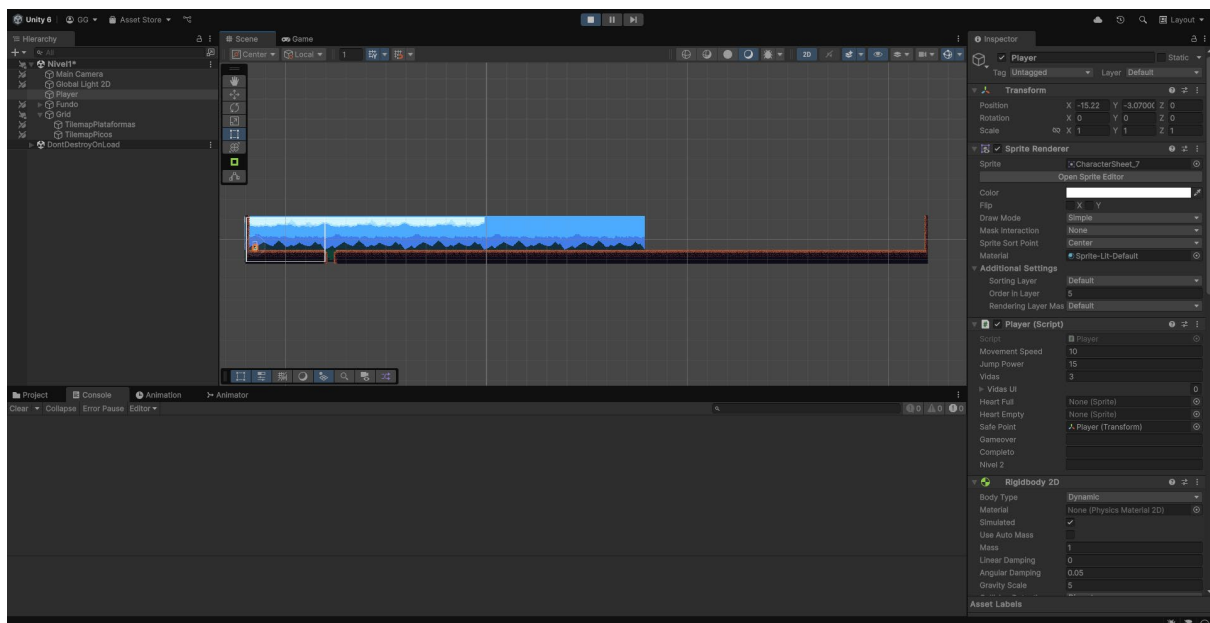 Unity 6 GG Asset Store Layout
Hierarchy
All
Nivel1*
Main Camera
Global Light 2D
Player
Fundo
Grid
TilemapPlataformas
TilemapPicos
DontDestroyOnLoad
Scene Game
Center Local 1 2D
Project Console Animation Animator
Clear Collapse Error Pause Editor 0 0 0
Inspector
Player Static
Tag Untagged Layer Default
Transform
Position X -15.22 Y -3.0700( Z 0
Rotation X 0 Y 0 Z 0
Scale X 1 Y 1 Z 1
Sprite Renderer
Sprite CharacterSheet_7
Open Sprite Editor
Color
Flip X Y
Draw Mode Simple
Mask Interaction None
Sprite Sort Point Center
Material Sprite-Lit-Default
Additional Settings
Sorting Layer Default
Order in Layer 5
Rendering Layer Mas Default
Player (Script)
Script Player
Movement Speed 10
Jump Power 15
Vidas 3
Vidas UI 0
Heart Full None (Sprite)
Heart Empty None (Sprite)
Safe Point Player (Transform)
Gameover
Completo
Nivel 2
Rigidbody 2D
Body Type Dynamic
Material None (Physics Material 2D)
Simulated
Use Auto Mass
Mass 1
Linear Damping 0
Angular Damping 0.05
Gravity Scale 5
Asset Labels